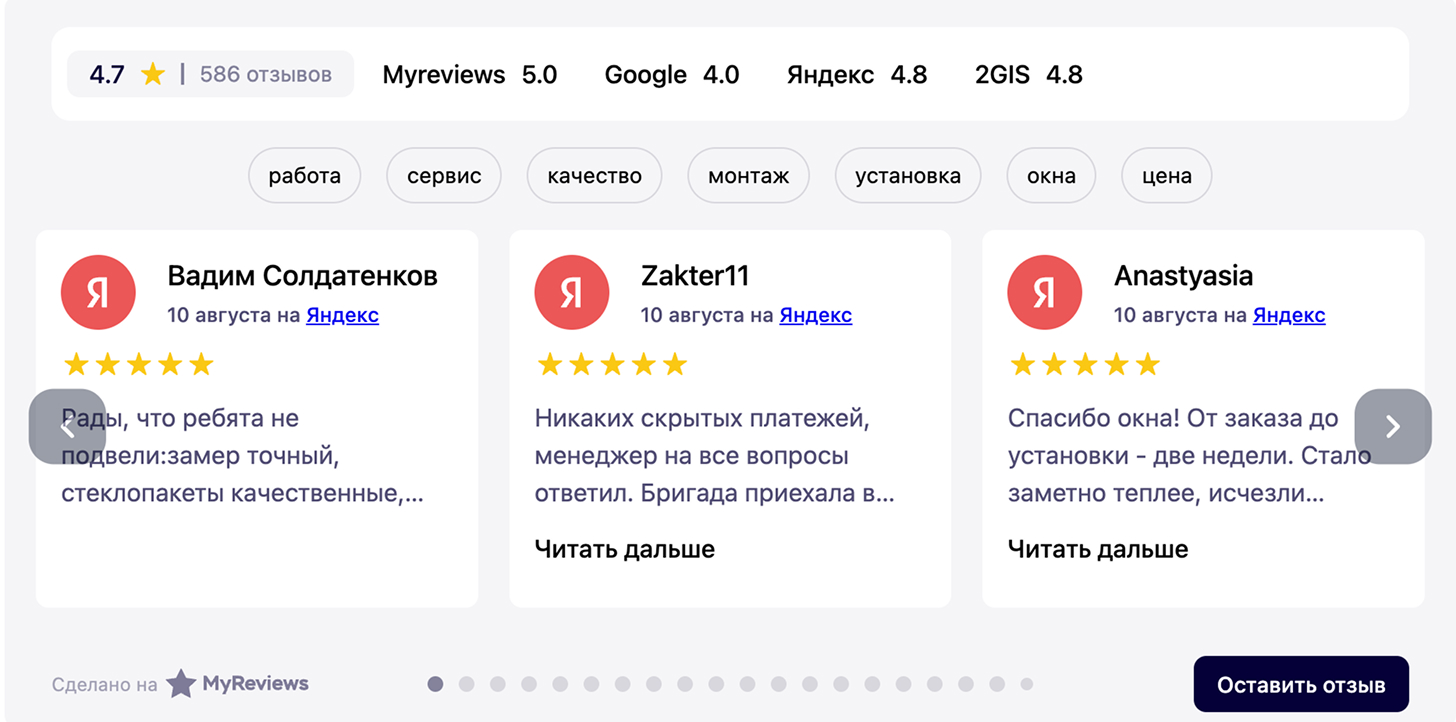 4.7 | 586 отзывов Myreviews 5.0 Google 4.0 Яндекс 4.8 2GIS 4.8
работа сервис качество монтаж установка окна цена
Я Вадим Солдатенков
10 августа на Яндекс
Рады, что ребята не
подвели:замер точный,
стеклопакеты качественные,...
Я Zakter11
10 августа на Яндекс
Никаких скрытых платежей,
менеджер на все вопросы
ответил. Бригада приехала в...
Читать дальше
Я Anastyasia
10 августа на Яндекс
Спасибо окна! От заказа до
установки - две недели. Стало
заметно теплее, исчезли...
Читать дальше
Сделано на MyReviews
Оставить отзыв